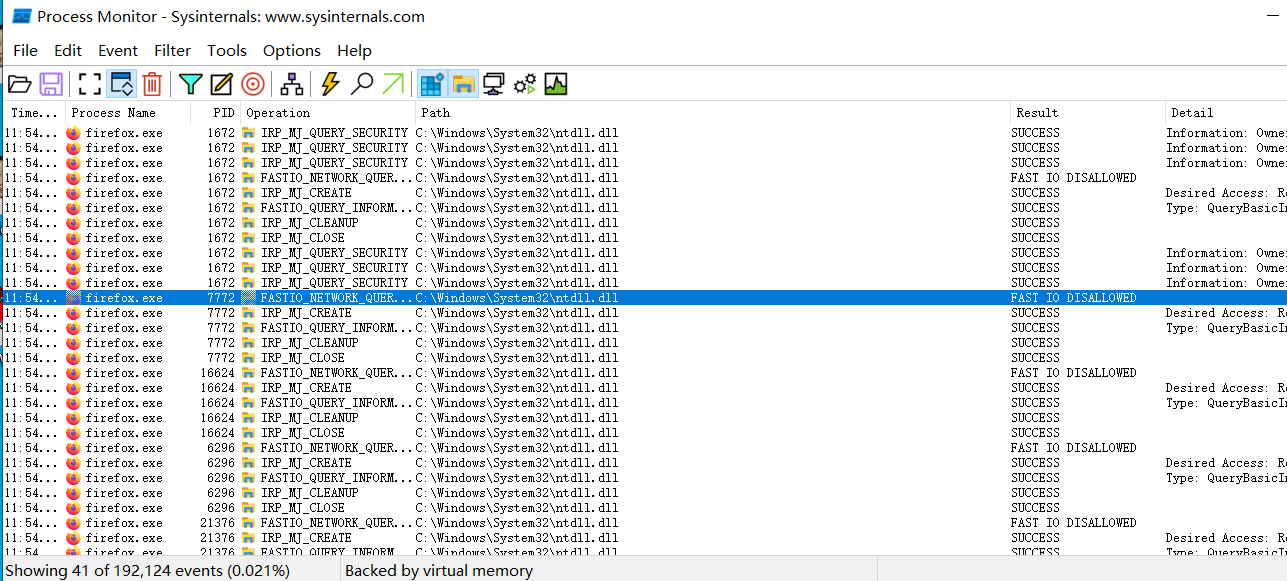 Process Monitor - Sysinternals: www.sysinternals.com
File Edit Event Filter Tools Options Help
Time... Process Name PID Operation Path Result Detail
11:54... firefox.exe 1672 IRP_MJ_QUERY_SECURITY C:\Windows\System32\ntdll.dll SUCCESS Information: Owne
11:54... firefox.exe 1672 IRP_MJ_QUERY_SECURITY C:\Windows\System32\ntdll.dll SUCCESS Information: Owne
11:54... firefox.exe 1672 IRP_MJ_QUERY_SECURITY C:\Windows\System32\ntdll.dll SUCCESS Information: Owne
11:54... firefox.exe 1672 FASTIO_NETWORK_QUER... C:\Windows\System32\ntdll.dll FAST IO DISALLOWED
11:54... firefox.exe 1672 IRP_MJ_CREATE C:\Windows\System32\ntdll.dll SUCCESS Desired Access: Re
11:54... firefox.exe 1672 FASTIO_QUERY_INFORM... C:\Windows\System32\ntdll.dll SUCCESS Type: QueryBasicIn
11:54... firefox.exe 1672 IRP_MJ_CLEANUP C:\Windows\System32\ntdll.dll SUCCESS
11:54... firefox.exe 1672 IRP_MJ_CLOSE C:\Windows\System32\ntdll.dll SUCCESS
11:54... firefox.exe 1672 IRP_MJ_QUERY_SECURITY C:\Windows\System32\ntdll.dll SUCCESS Information: Owne
11:54... firefox.exe 1672 IRP_MJ_QUERY_SECURITY C:\Windows\System32\ntdll.dll SUCCESS Information: Owne
11:54... firefox.exe 1672 IRP_MJ_QUERY_SECURITY C:\Windows\System32\ntdll.dll SUCCESS Information: Owne
11:54... firefox.exe 7772 FASTIO_NETWORK_QUER... C:\Windows\System32\ntdll.dll FAST IO DISALLOWED
11:54... firefox.exe 7772 IRP_MJ_CREATE C:\Windows\System32\ntdll.dll SUCCESS Desired Access: Re
11:54... firefox.exe 7772 FASTIO_QUERY_INFORM... C:\Windows\System32\ntdll.dll SUCCESS Type: QueryBasicIn
11:54... firefox.exe 7772 IRP_MJ_CLEANUP C:\Windows\System32\ntdll.dll SUCCESS
11:54... firefox.exe 7772 IRP_MJ_CLOSE C:\Windows\System32\ntdll.dll SUCCESS
11:54... firefox.exe 16624 FASTIO_NETWORK_QUER... C:\Windows\System32\ntdll.dll FAST IO DISALLOWED
11:54... firefox.exe 16624 IRP_MJ_CREATE C:\Windows\System32\ntdll.dll SUCCESS Desired Access: Re
11:54... firefox.exe 16624 FASTIO_QUERY_INFORM... C:\Windows\System32\ntdll.dll SUCCESS Type: QueryBasicIn
11:54... firefox.exe 16624 IRP_MJ_CLEANUP C:\Windows\System32\ntdll.dll SUCCESS
11:54... firefox.exe 16624 IRP_MJ_CLOSE C:\Windows\System32\ntdll.dll SUCCESS
11:54... firefox.exe 6296 FASTIO_NETWORK_QUER... C:\Windows\System32\ntdll.dll FAST IO DISALLOWED
11:54... firefox.exe 6296 IRP_MJ_CREATE C:\Windows\System32\ntdll.dll SUCCESS Desired Access: Re
11:54... firefox.exe 6296 FASTIO_QUERY_INFORM... C:\Windows\System32\ntdll.dll SUCCESS Type: QueryBasicIn
11:54... firefox.exe 6296 IRP_MJ_CLEANUP C:\Windows\System32\ntdll.dll SUCCESS
11:54... firefox.exe 6296 IRP_MJ_CLOSE C:\Windows\System32\ntdll.dll SUCCESS
11:54... firefox.exe 21376 FASTIO_NETWORK_QUER... C:\Windows\System32\ntdll.dll FAST IO DISALLOWED
11:54... firefox.exe 21376 IRP_MJ_CREATE C:\Windows\System32\ntdll.dll SUCCESS Desired Access: Re
11:54... firefox.exe 21376 FASTIO_QUERY_INFORM... C:\Windows\System32\ntdll.dll SUCCESS Type: QueryBasicIn
Showing 41 of 192,124 events (0.021%) Backed by virtual memory